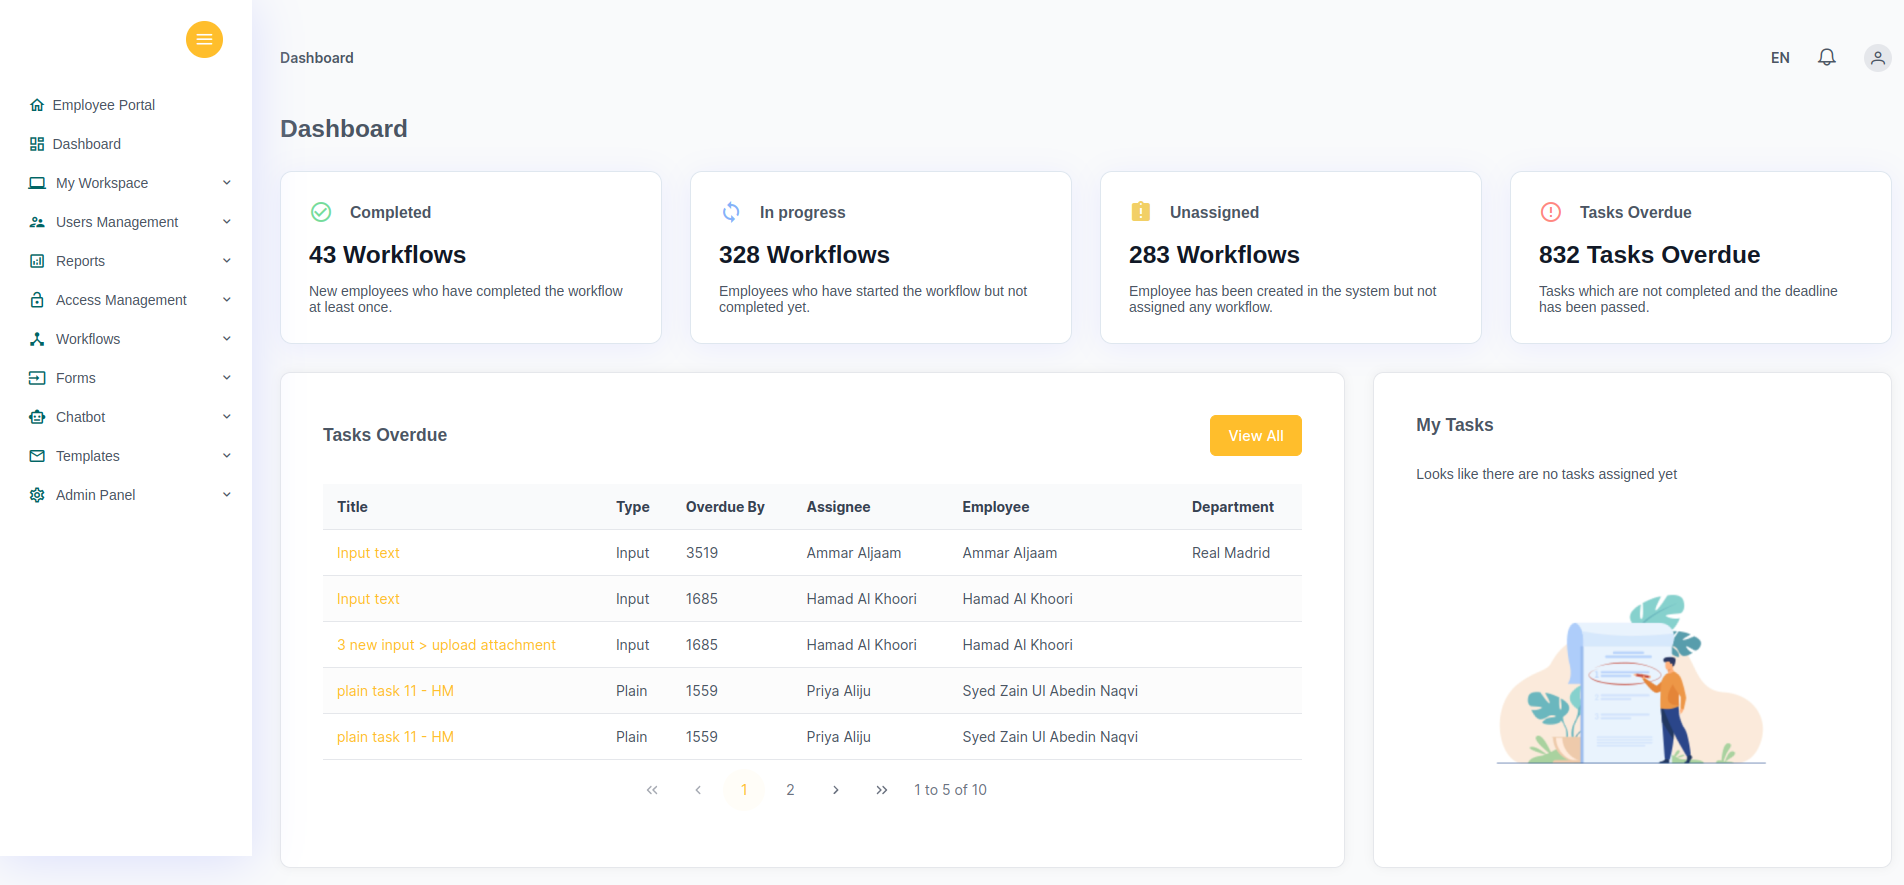 Employee Portal
Dashboard
My Workspace
Users Management
Reports
Access Management
Workflows
Forms
Chatbot
Templates
Admin Panel
Dashboard
EN
Dashboard
Completed
43 Workflows
New employees who have completed the workflow
at least once.
In progress
328 Workflows
Employees who have started the workflow but not
completed yet.
Unassigned
283 Workflows
Employee has been created in the system but not
assigned any workflow.
Tasks Overdue
832 Tasks Overdue
Tasks which are not completed and the deadline
has been passed.
Tasks Overdue
View All
Title Type Overdue By Assignee Employee Department
Input text Input 3519 Ammar Aljaam Ammar Aljaam Real Madrid
Input text Input 1685 Hamad Al Khoori Hamad Al Khoori
3 new input > upload attachment Input 1685 Hamad Al Khoori Hamad Al Khoori
plain task 11 - HM Plain 1559 Priya Aliju Syed Zain Ul Abedin Naqvi
plain task 11 - HM Plain 1559 Priya Aliju Syed Zain Ul Abedin Naqvi
« ‹ 1 2 › » 1 to 5 of 10
My Tasks
Looks like there are no tasks assigned yet